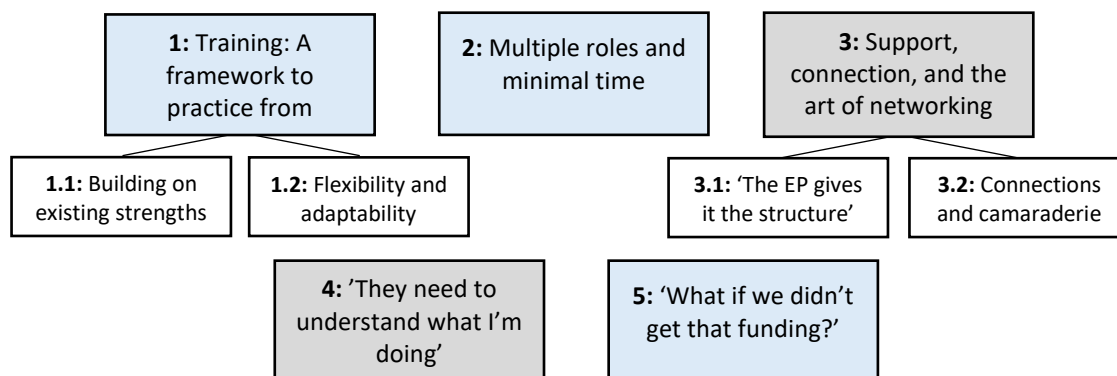 1: Training: A
framework to
practice from
2: Multiple roles and
minimal time
3: Support,
connection, and the
art of networking
1.1: Building on
existing strengths
1.2: Flexibility and
adaptability
3.1: ‘The EP gives
it the structure’
3.2: Connections
and camaraderie
4: ’They need to
understand what I’m
doing’
5: ‘What if we didn’t
get that funding?’